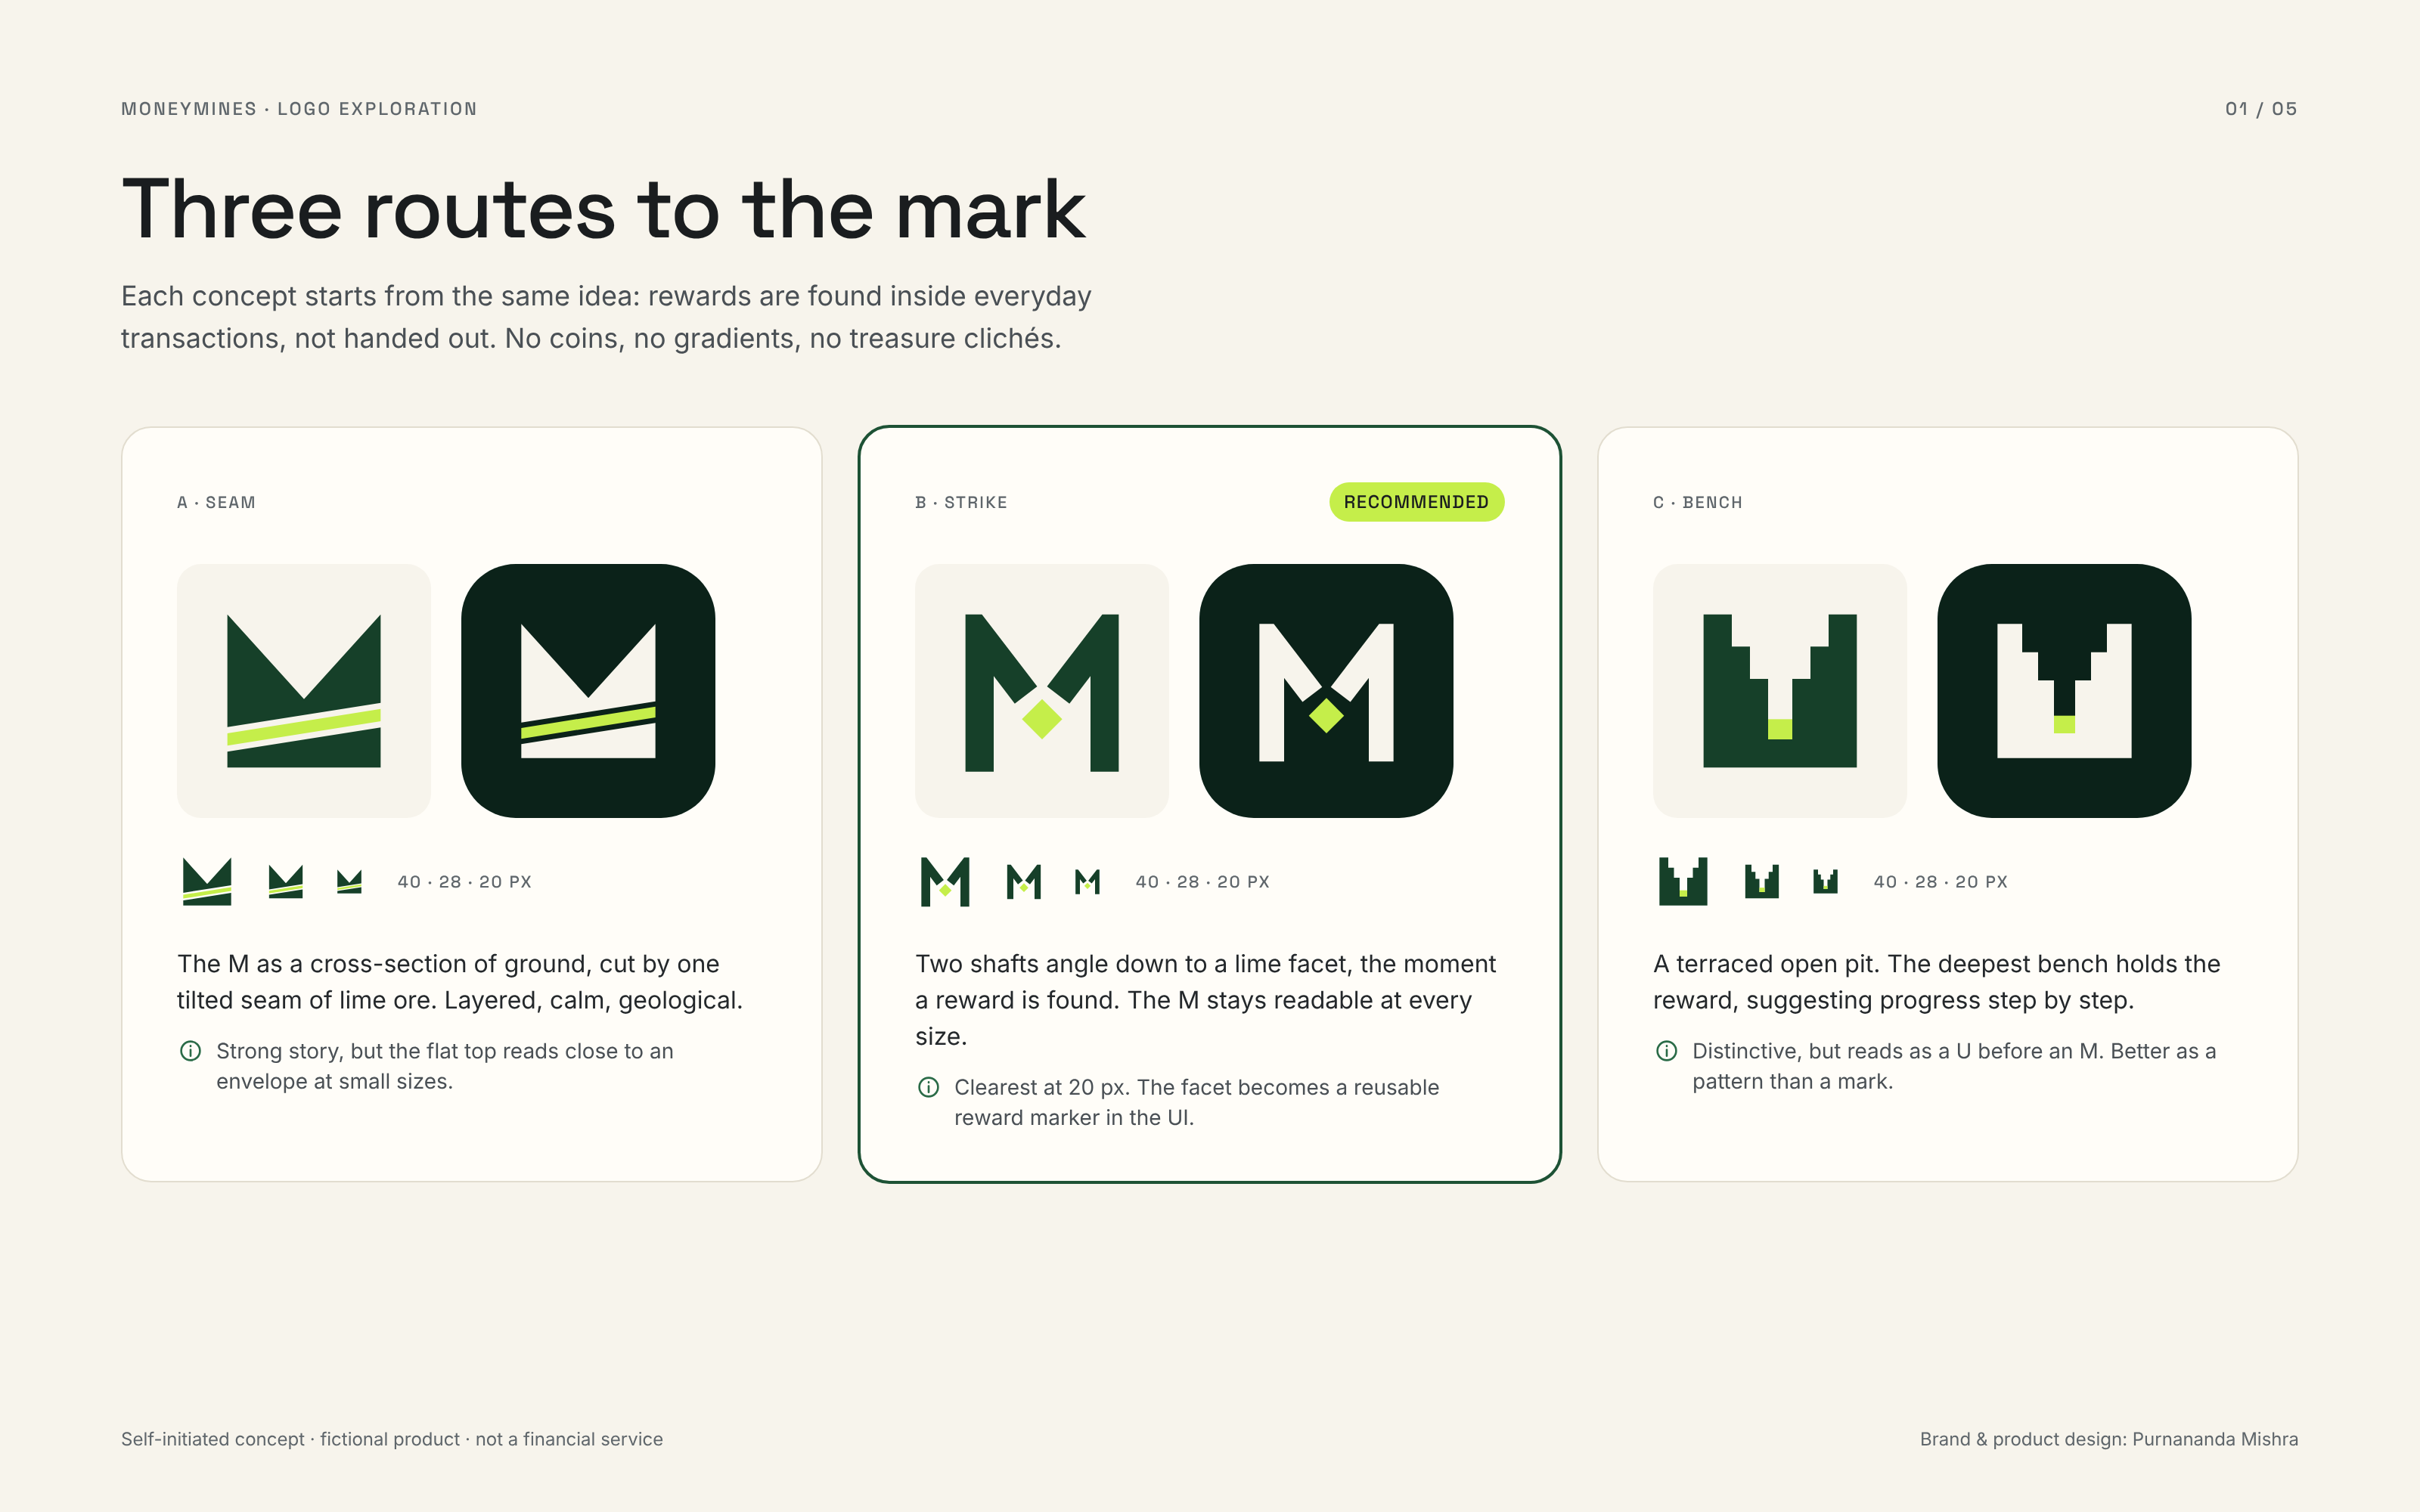 MONEYMINES · LOGO EXPLORATION
01 / 05
Three routes to the mark
Each concept starts from the same idea: rewards are found inside everyday
transactions, not handed out. No coins, no gradients, no treasure clichés.
A · SEAM
40 · 28 · 20 PX
The M as a cross-section of ground, cut by one
tilted seam of lime ore. Layered, calm, geological.
Strong story, but the flat top reads close to an
envelope at small sizes.
B · STRIKE
RECOMMENDED
40 · 28 · 20 PX
Two shafts angle down to a lime facet, the moment
a reward is found. The M stays readable at every
size.
Clearest at 20 px. The facet becomes a reusable
reward marker in the UI.
C · BENCH
40 · 28 · 20 PX
A terraced open pit. The deepest bench holds the
reward, suggesting progress step by step.
Distinctive, but reads as a U before an M. Better as a
pattern than a mark.
Self-initiated concept · fictional product · not a financial service
Brand & product design: Purnananda Mishra